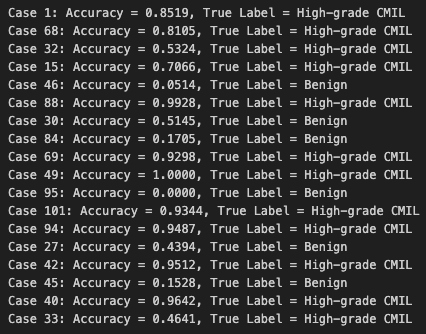 Case 1: Accuracy = 0.8519, True Label = High-grade CMIL
Case 68: Accuracy = 0.8105, True Label = High-grade CMIL
Case 32: Accuracy = 0.5324, True Label = High-grade CMIL
Case 15: Accuracy = 0.7066, True Label = High-grade CMIL
Case 46: Accuracy = 0.0514, True Label = Benign
Case 88: Accuracy = 0.9928, True Label = High-grade CMIL
Case 30: Accuracy = 0.5145, True Label = Benign
Case 84: Accuracy = 0.1705, True Label = Benign
Case 69: Accuracy = 0.9298, True Label = High-grade CMIL
Case 49: Accuracy = 1.0000, True Label = High-grade CMIL
Case 95: Accuracy = 0.0000, True Label = Benign
Case 101: Accuracy = 0.9344, True Label = High-grade CMIL
Case 94: Accuracy = 0.9487, True Label = High-grade CMIL
Case 27: Accuracy = 0.4394, True Label = Benign
Case 42: Accuracy = 0.9512, True Label = High-grade CMIL
Case 45: Accuracy = 0.1528, True Label = Benign
Case 40: Accuracy = 0.9642, True Label = High-grade CMIL
Case 33: Accuracy = 0.4641, True Label = High-grade CMIL